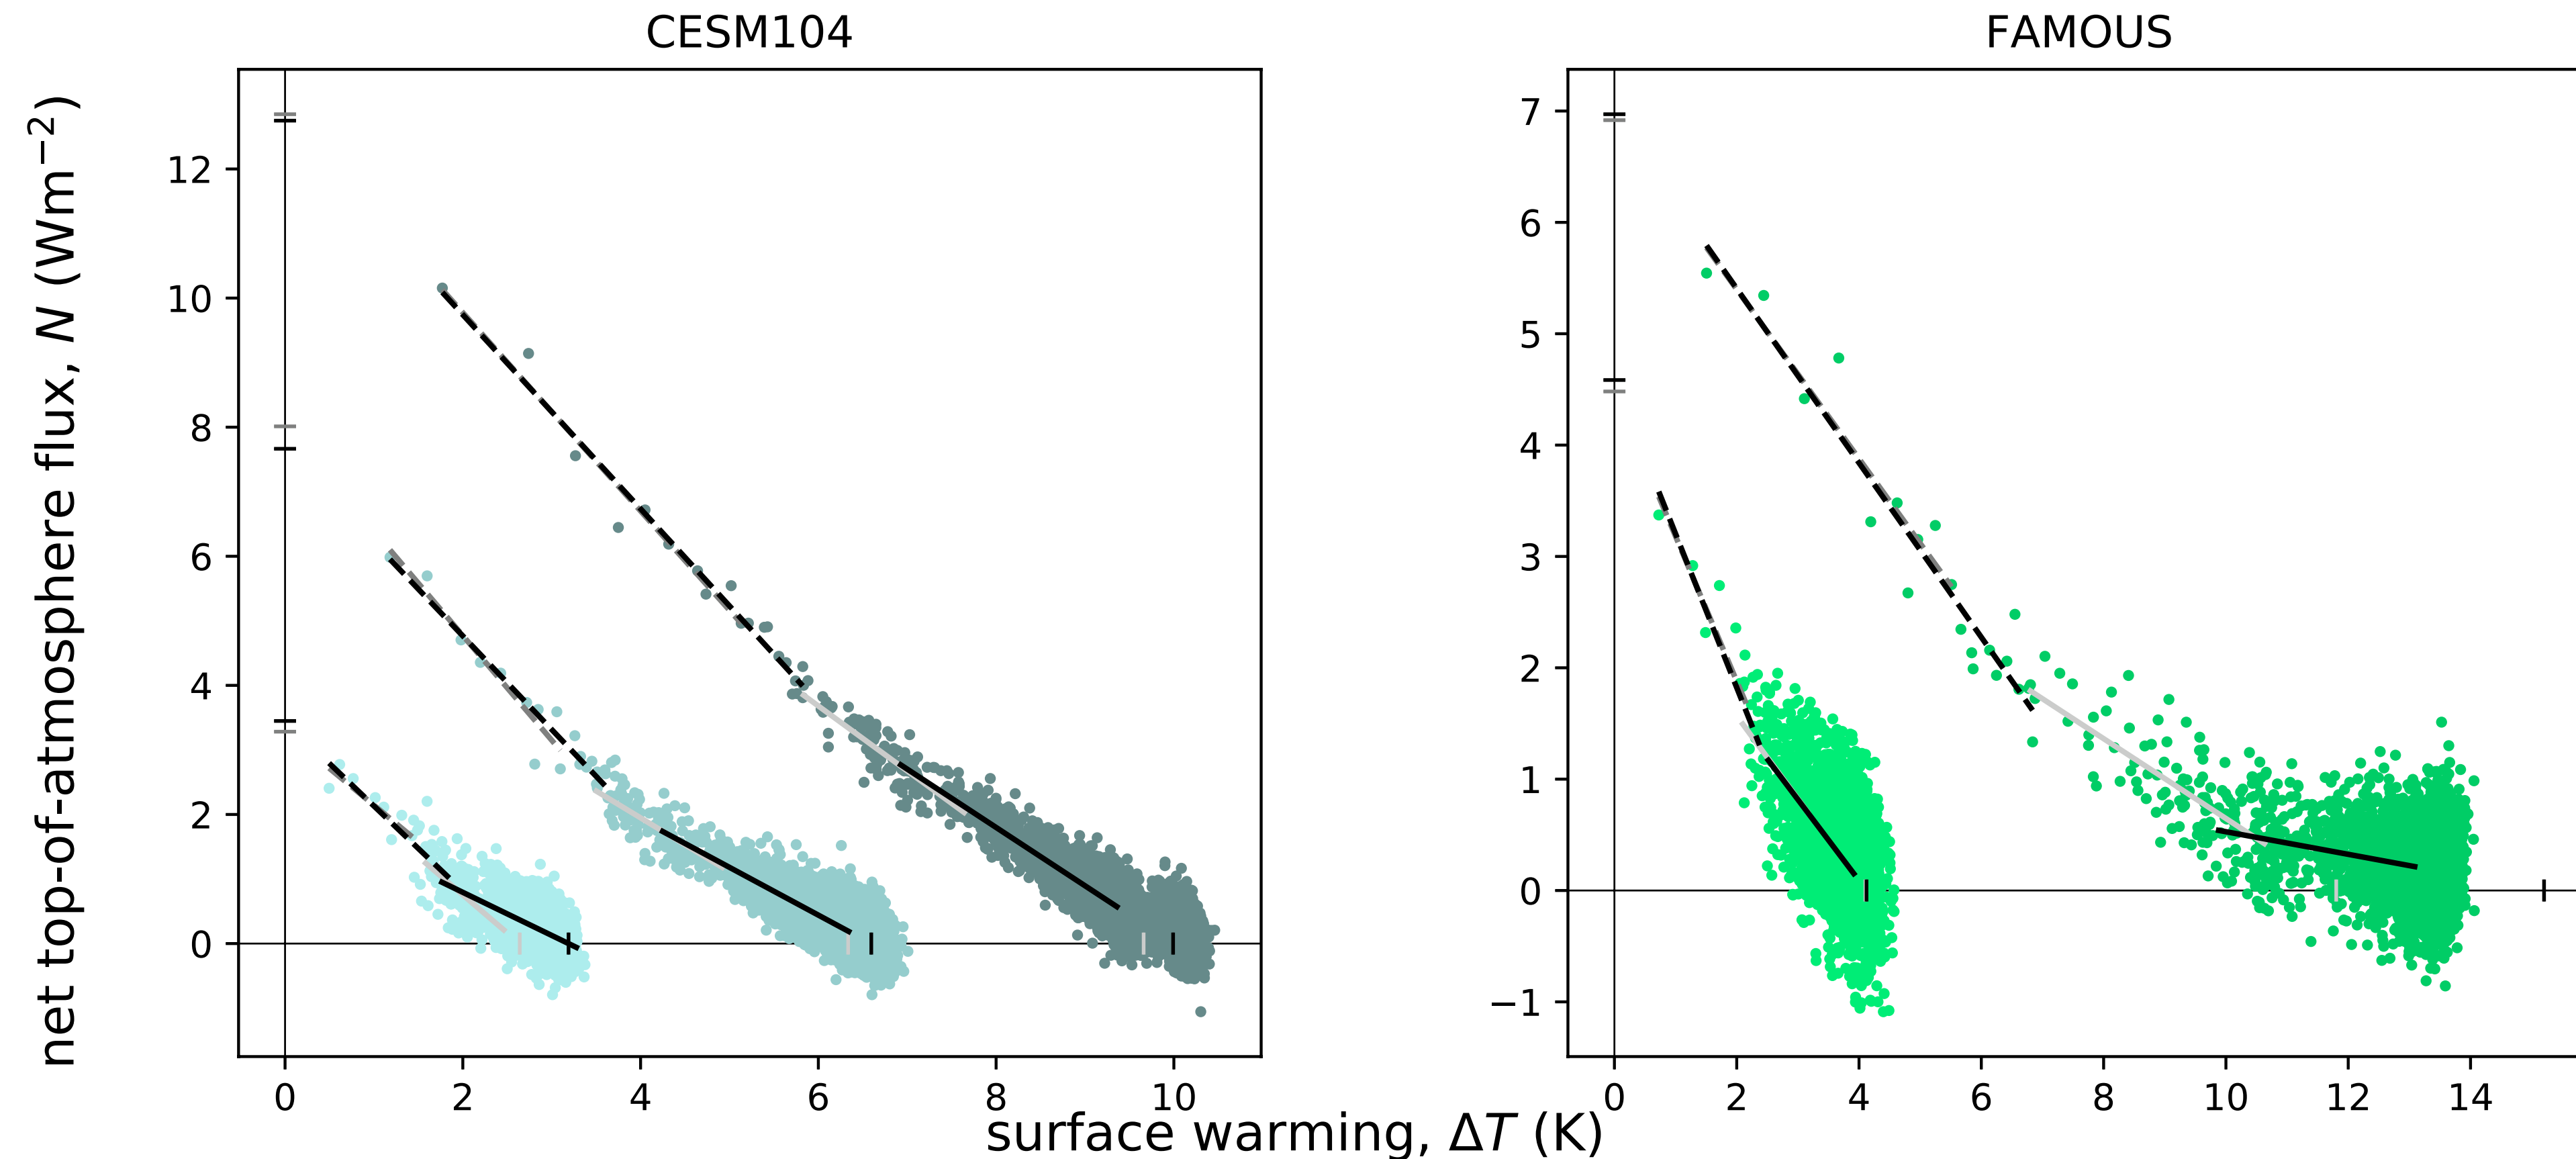 CESM104
FAMOUS
net top-of-atmosphere flux, N (Wm⁻²)
12
10
8
6
4
2
0
0 2 4 6 8 10
7
6
5
4
3
2
1
0
−1
0 2 4 6 8 10 12 14
surface warming, ΔT (K)